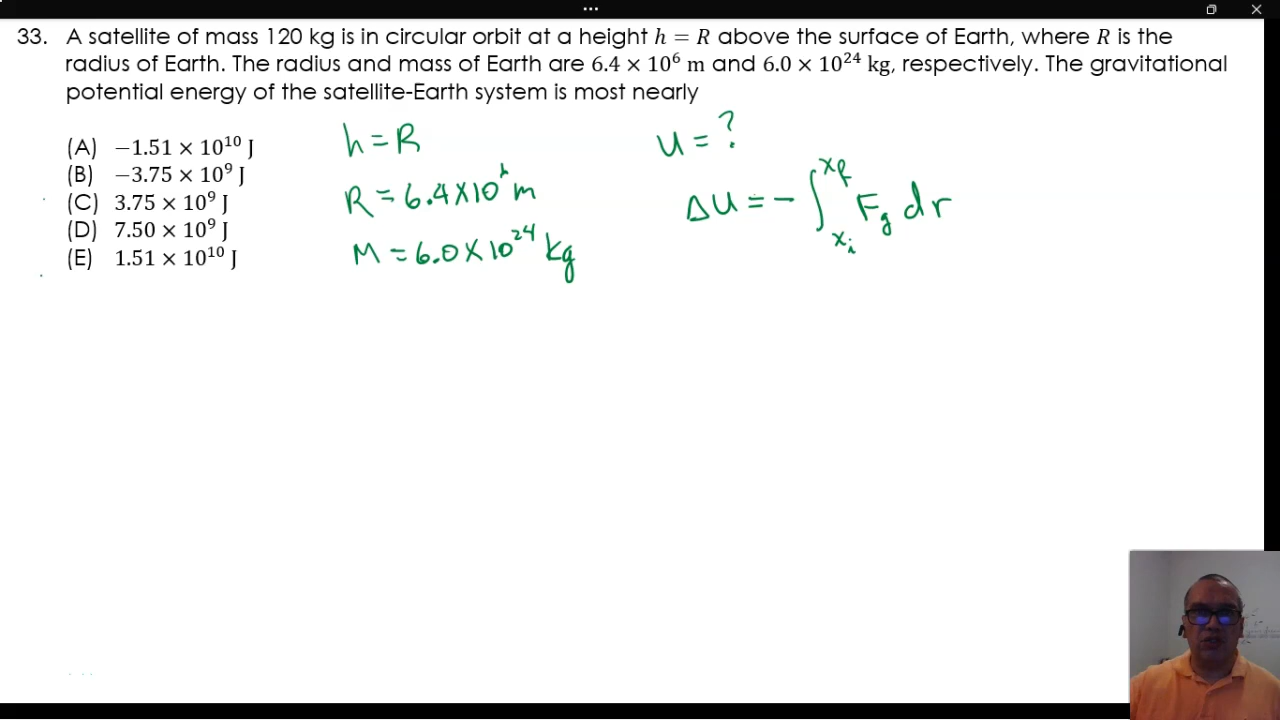 33. A satellite of mass 120 kg is in circular orbit at a height h = R above the surface of Earth, where R is the
radius of Earth. The radius and mass of Earth are 6.4 × 10⁶ m and 6.0 × 10²⁴ kg, respectively. The gravitational
potential energy of the satellite-Earth system is most nearly
(A) −1.51 × 10¹⁰ J
(B) −3.75 × 10⁹ J
(C) 3.75 × 10⁹ J
(D) 7.50 × 10⁹ J
(E) 1.51 × 10¹⁰ J
h = R
R = 6.4 × 10⁶ m
M = 6.0 × 10²⁴ kg
U = ?
ΔU = − ∫_{x_i}^{x_f} F_g dr